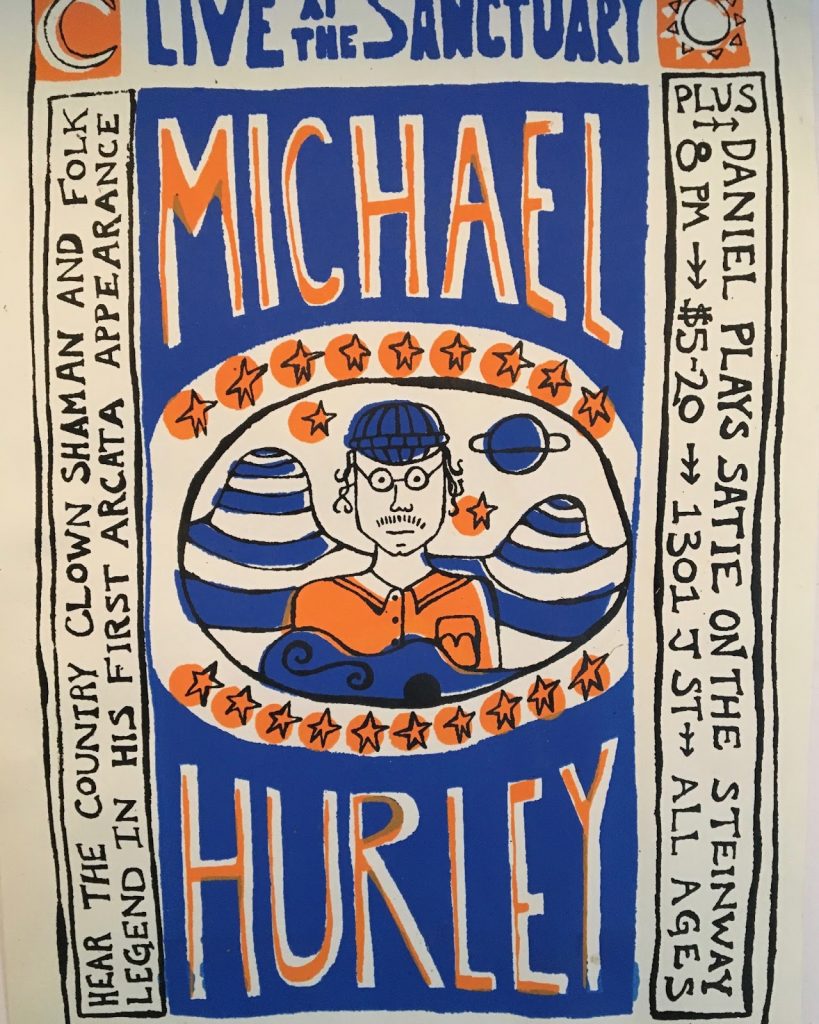 LIVE AT THE SANCTUARY
MICHAEL
HURLEY
HEAR THE COUNTRY CLOWN SHAMAN AND FOLK
LEGEND IN HIS FIRST ARCATA APPEARANCE
PLUS DANIEL PLAYS SATIE ON THE STEINWAY
8 PM →→ $5-20 →→ 1301 J ST →→ ALL AGES